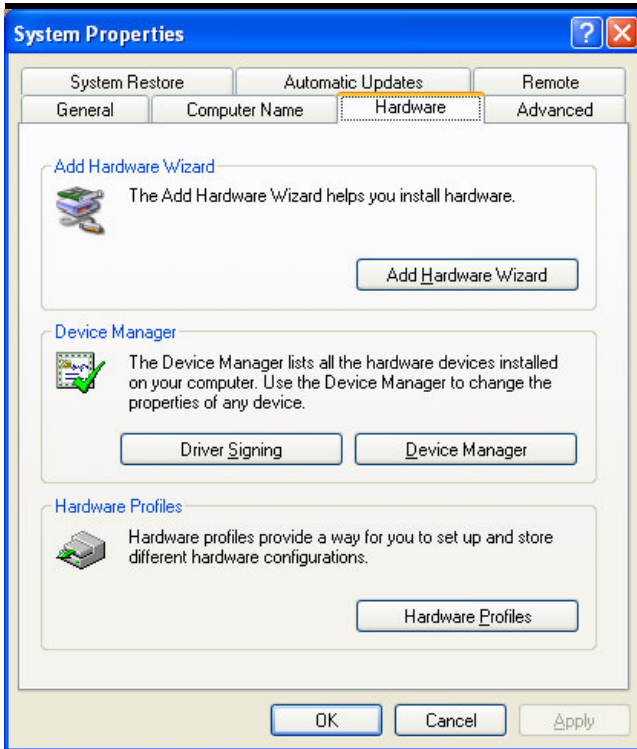 System Properties
System Restore
Automatic Updates
Remote
General
Computer Name
Hardware
Advanced
Add Hardware Wizard
The Add Hardware Wizard helps you install hardware.
Add Hardware Wizard
Device Manager
The Device Manager lists all the hardware devices installed
on your computer. Use the Device Manager to change the
properties of any device.
Driver Signing
Device Manager
Hardware Profiles
Hardware profiles provide a way for you to set up and store
different hardware configurations.
Hardware Profiles
OK
Cancel
Apply